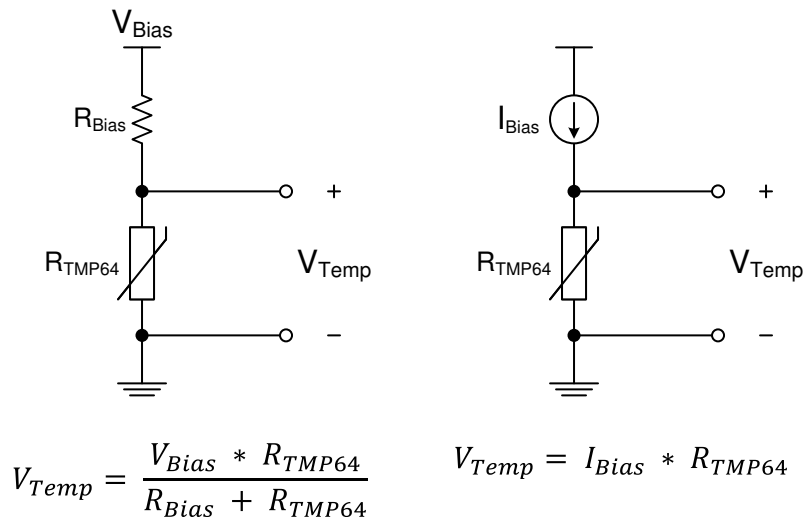 V_Bias
R_Bias
+
R_TMP64
V_Temp
−
V_Temp = (V_Bias * R_TMP64) / (R_Bias + R_TMP64)
I_Bias
+
R_TMP64
V_Temp
−
V_Temp = I_Bias * R_TMP64